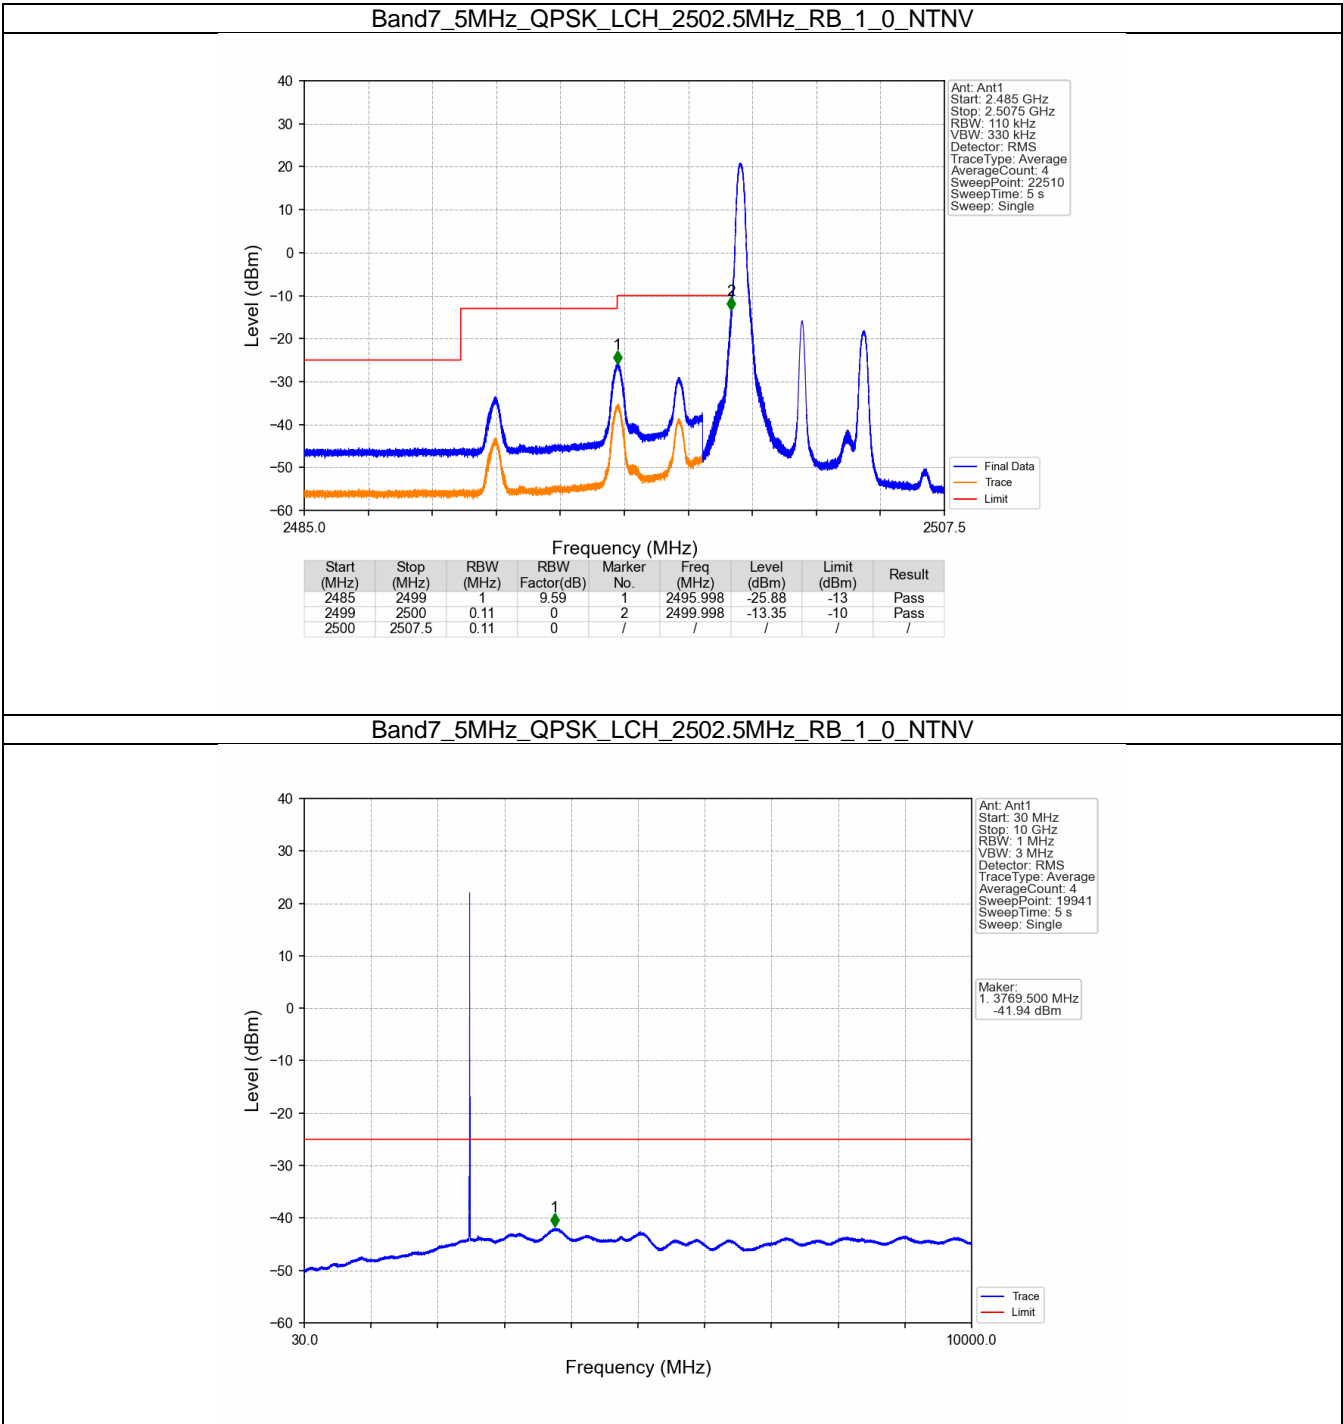 Band7_5MHz_QPSK_LCH_2502.5MHz_RB_1_0_NTNV
40
30
20
10
0
−10
−20
−30
−40
−50
−60
Level (dBm)
1
2
2485.0
2507.5
Frequency (MHz)
Ant: Ant1
Start: 2.485 GHz
Stop: 2.5075 GHz
RBW: 110 kHz
VBW: 330 kHz
Detector: RMS
TraceType: Average
AverageCount: 4
SweepPoint: 22510
SweepTime: 5 s
Sweep: Single
Final Data
Trace
Limit
Start (MHz) Stop (MHz) RBW (MHz) RBW Factor(dB) Marker No. Freq (MHz) Level (dBm) Limit (dBm) Result
2485 2499 1 9.59 1 2495.998 -25.88 -13 Pass
2499 2500 0.11 0 2 2499.998 -13.35 -10 Pass
2500 2507.5 0.11 0 / / / / /
Band7_5MHz_QPSK_LCH_2502.5MHz_RB_1_0_NTNV
40
30
20
10
0
−10
−20
−30
−40
−50
−60
Level (dBm)
1
30.0
10000.0
Frequency (MHz)
Ant: Ant1
Start: 30 MHz
Stop: 10 GHz
RBW: 1 MHz
VBW: 3 MHz
Detector: RMS
TraceType: Average
AverageCount: 4
SweepPoint: 19941
SweepTime: 5 s
Sweep: Single
Maker:
1. 3769.500 MHz
-41.94 dBm
Trace
Limit